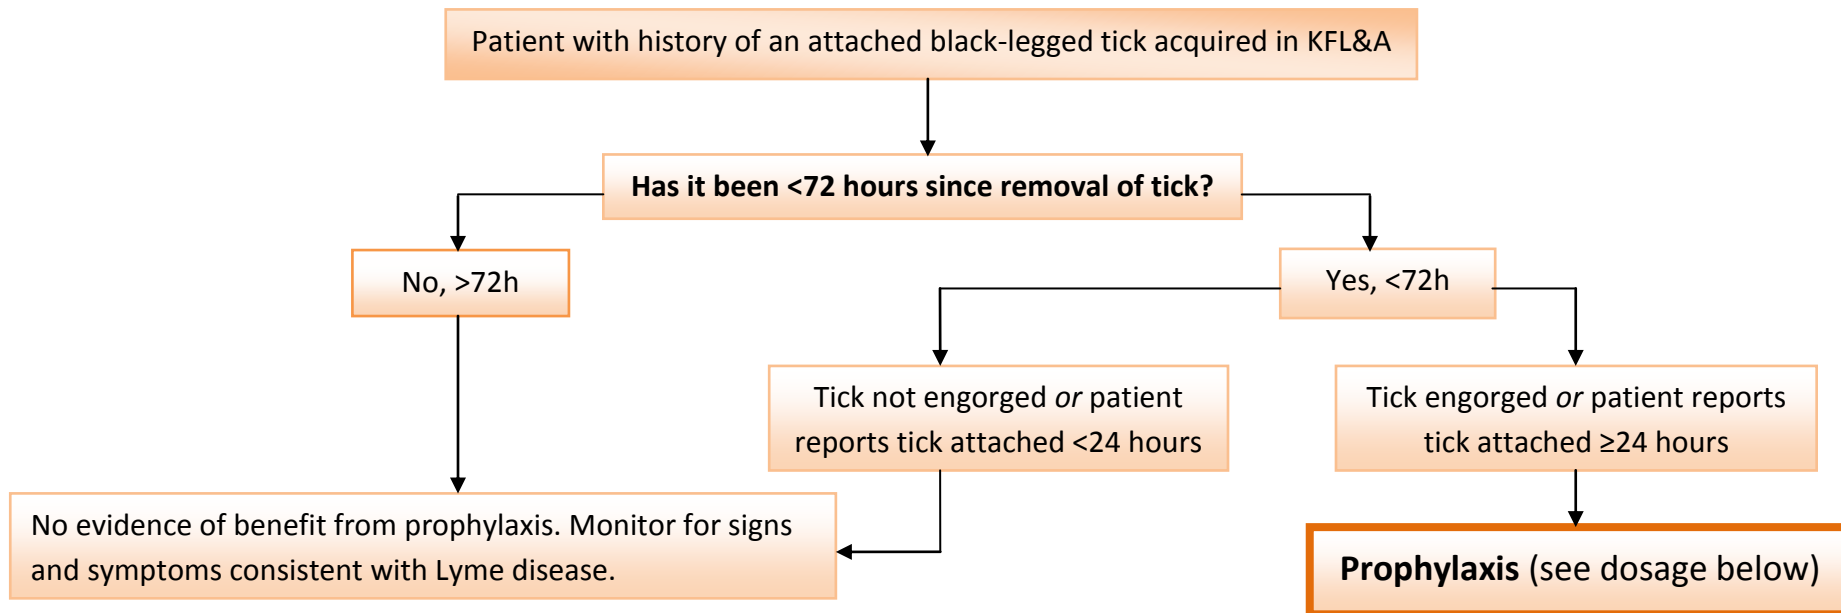 Patient with history of an attached black-legged tick acquired in KFL&A
Has it been <72 hours since removal of tick?
No, >72h
Yes, <72h
Tick not engorged or patient
reports tick attached <24 hours
Tick engorged or patient reports
tick attached ≥24 hours
No evidence of benefit from prophylaxis. Monitor for signs
and symptoms consistent with Lyme disease.
Prophylaxis (see dosage below)